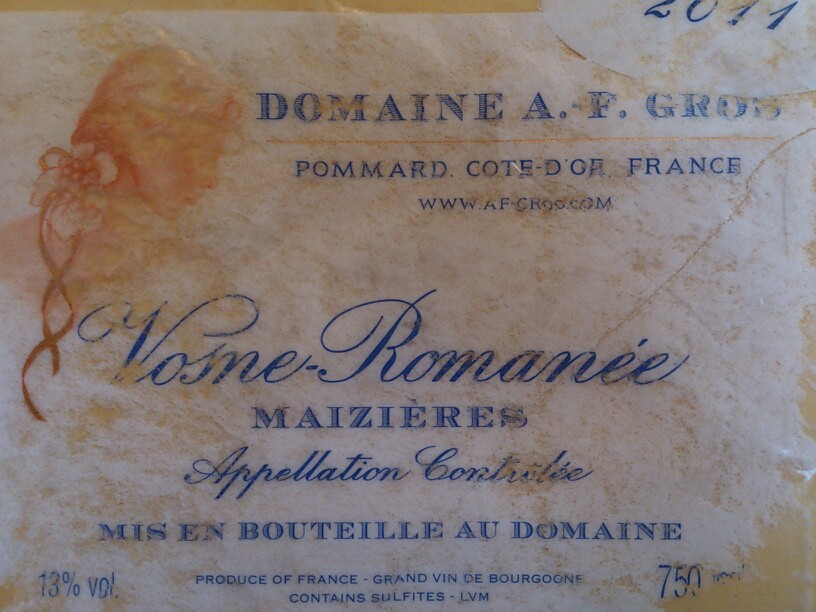 2011
DOMAINE A.-F. GROS
POMMARD. COTE-D'OR. FRANCE
WWW.AF-GROS.COM
Vosne-Romanée
MAIZIÈRES
Appellation Contrôlée
MIS EN BOUTEILLE AU DOMAINE
13% vol.
PRODUCE OF FRANCE - GRAND VIN DE BOURGOGNE
750 ml
CONTAINS SULFITES - LVM